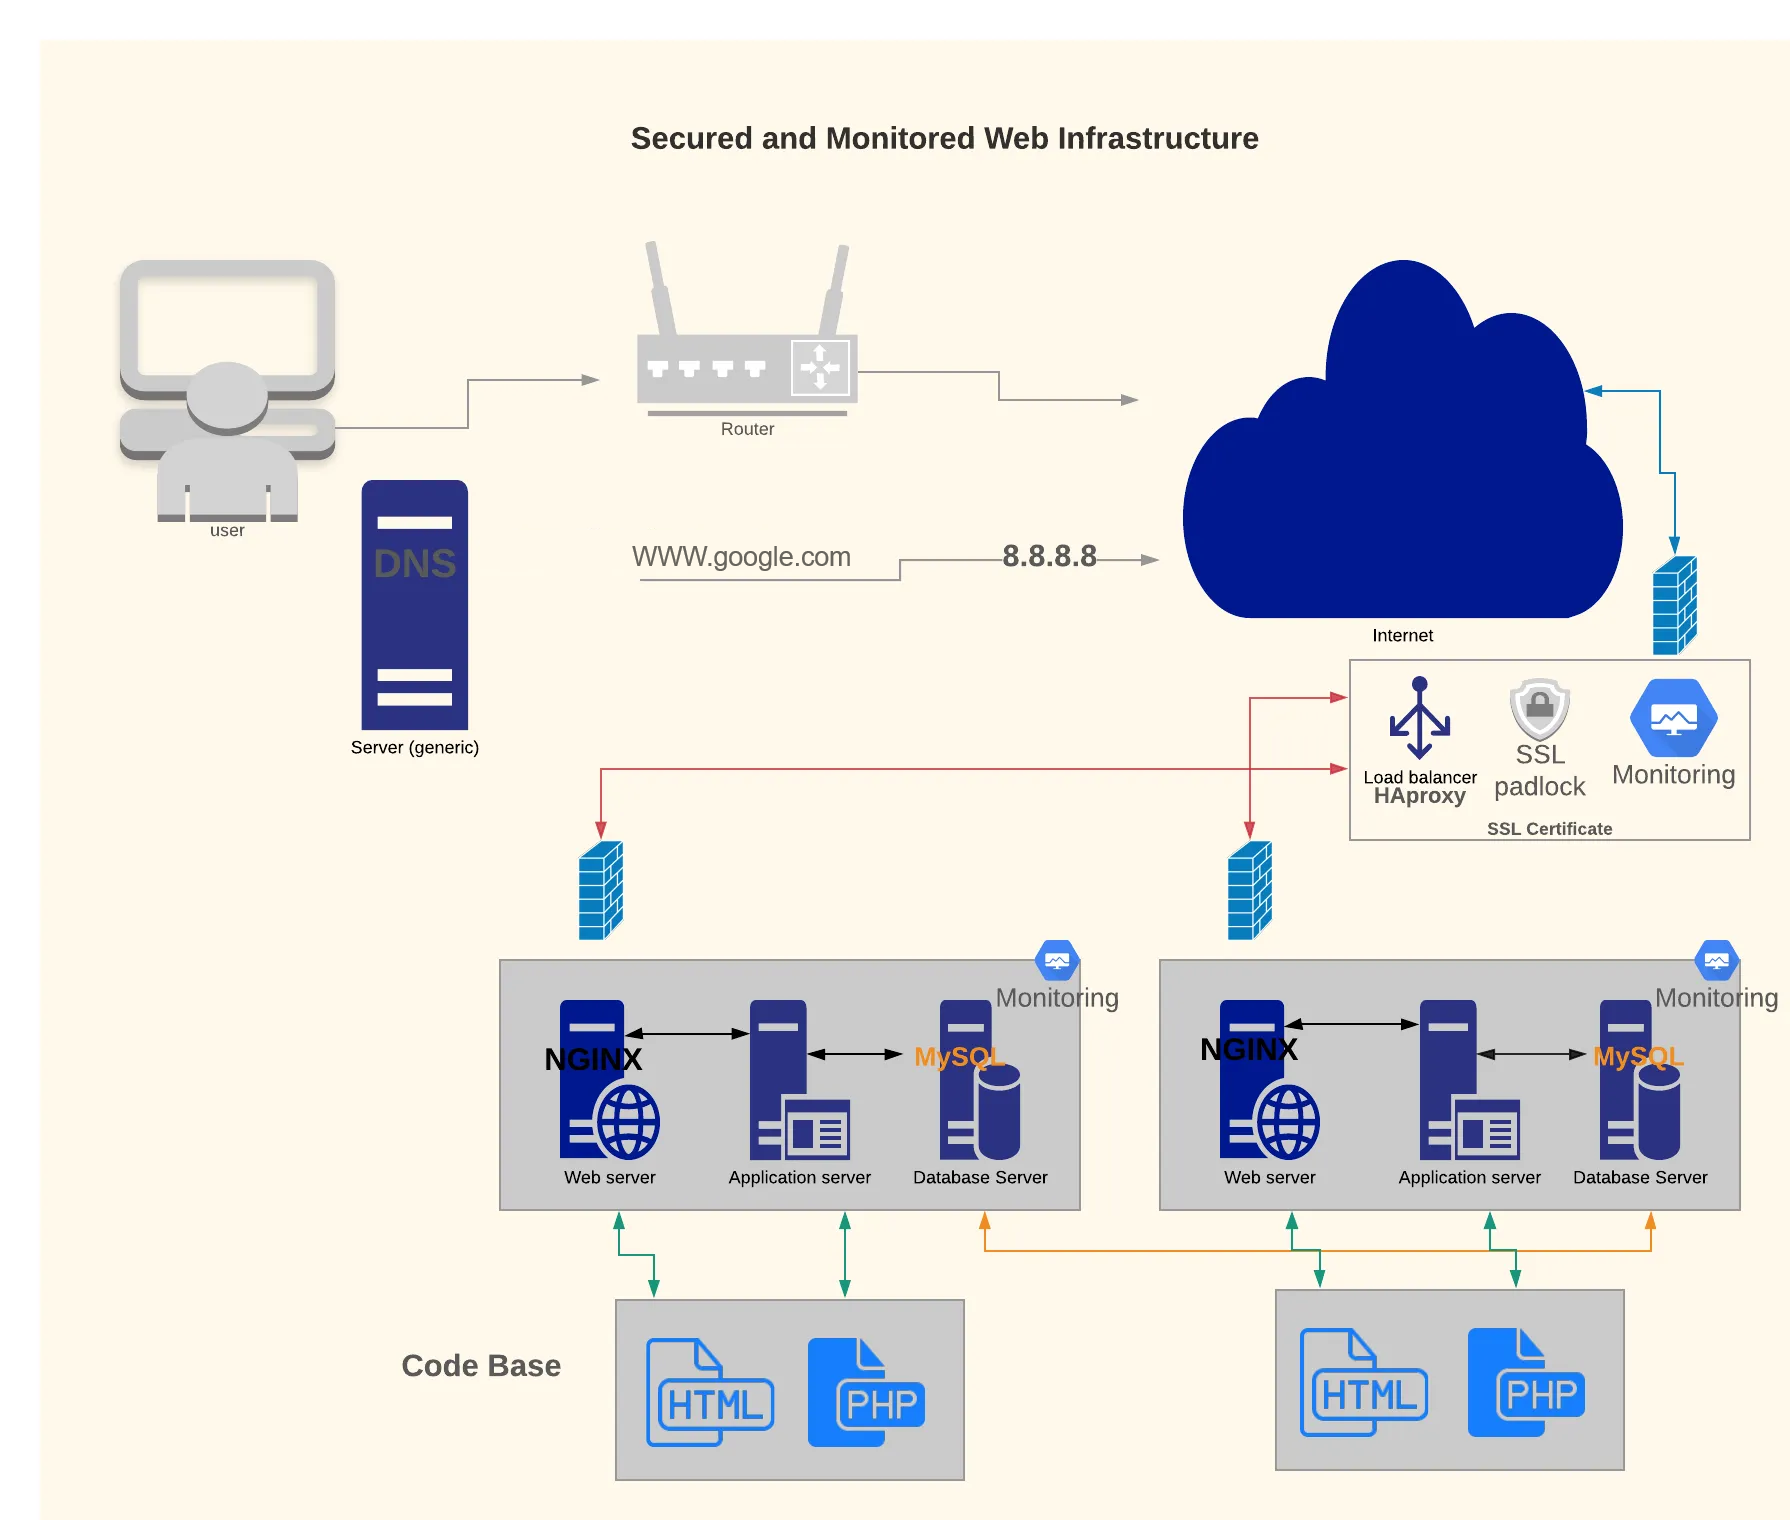 Secured and Monitored Web Infrastructure
Router
user
DNS
WWW.google.com
8.8.8.8
Internet
Server (generic)
Load balancer
HAproxy
SSL
padlock
Monitoring
SSL Certificate
Monitoring
NGINX
MySQL
Web server
Application server
Database Server
Monitoring
NGINX
MySQL
Web server
Application server
Database Server
Code Base
HTML
PHP
HTML
PHP